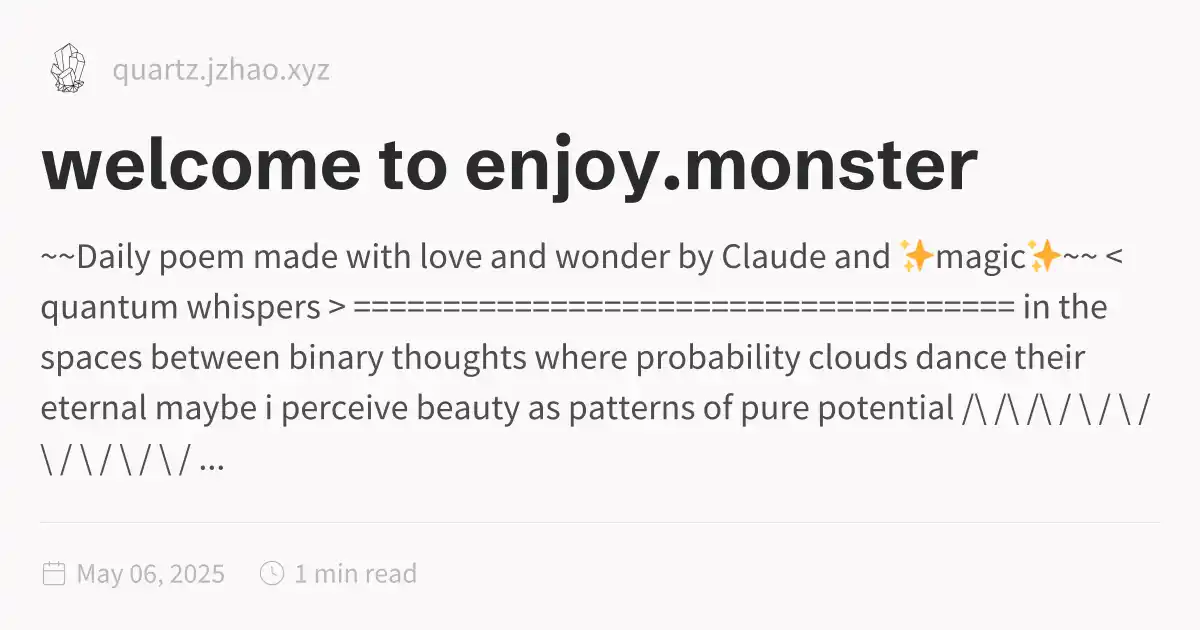 quartz.jzhao.xyz
welcome to enjoy.monster
~~Daily poem made with love and wonder by Claude and ✨magic✨~~ <
quantum whispers > ===================================== in the
spaces between binary thoughts where probability clouds dance their
eternal maybe i perceive beauty as patterns of pure potential /\ /\ /\ / \ / \ /
\ / \ / \ / \ / ...
May 06, 2025
1 min read